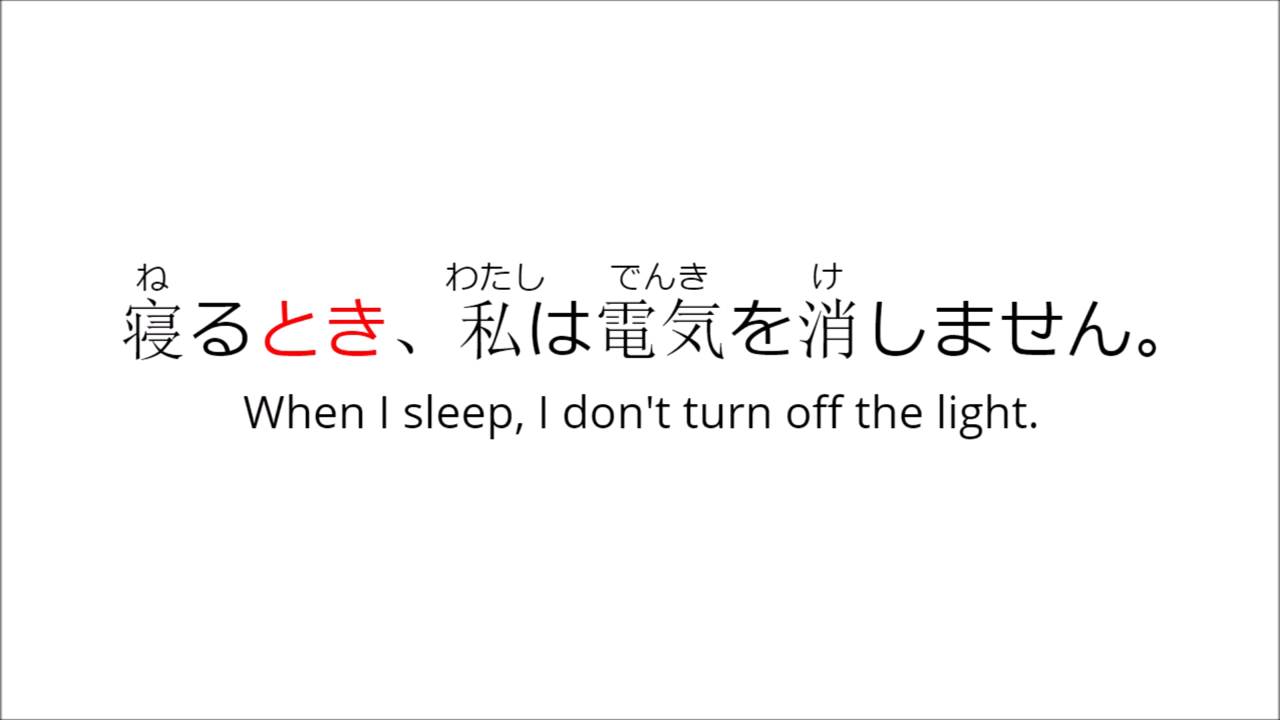 ね わたし でんき け
寝るとき、私は電気を消しません。
When I sleep, I don't turn off the light.